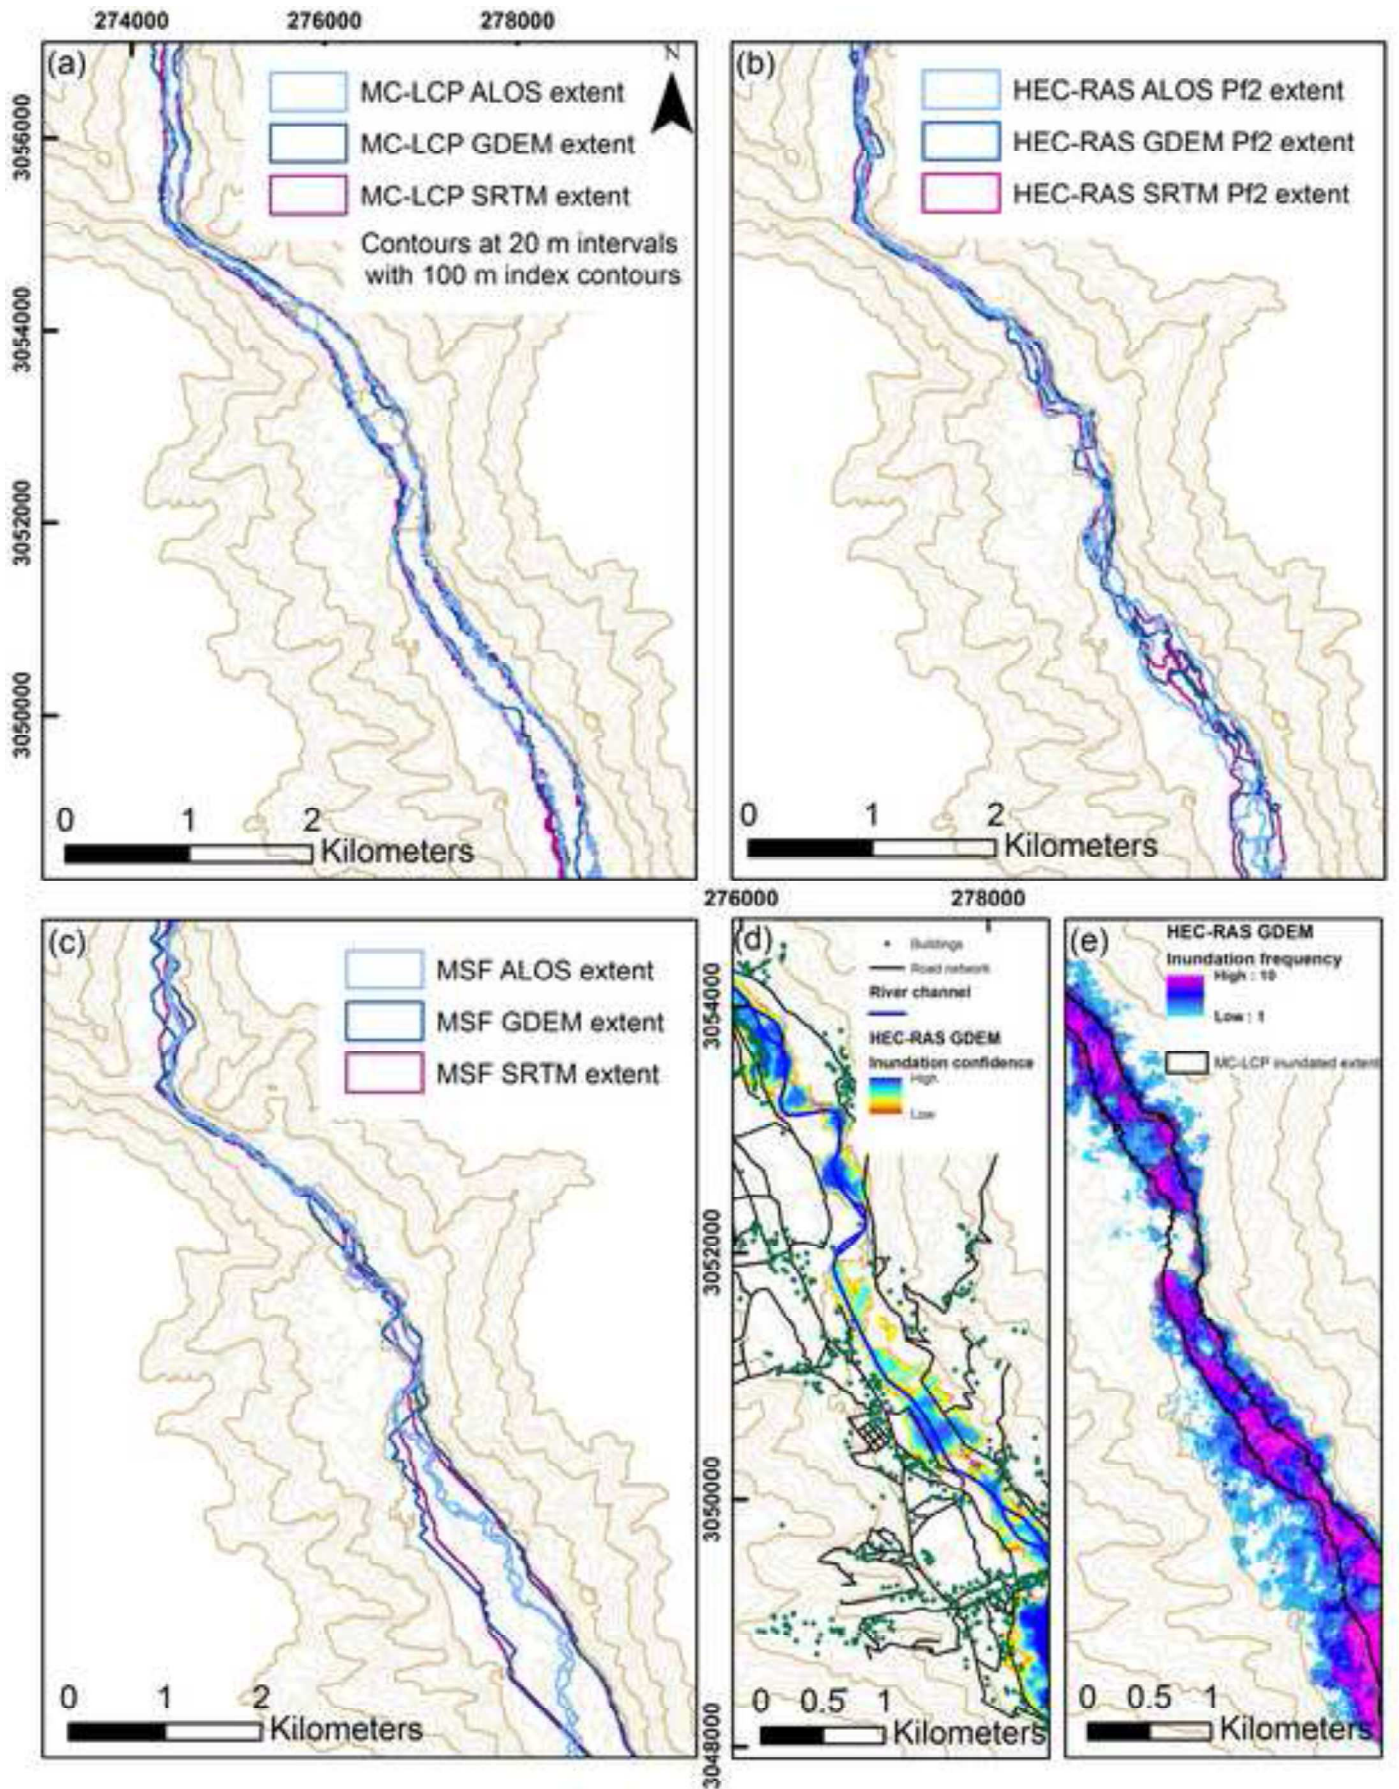 274000 276000 278000
(a)
MC-LCP ALOS extent
MC-LCP GDEM extent
MC-LCP SRTM extent
Contours at 20 m intervals
with 100 m index contours
N
3056000
3054000
3052000
3050000
0 1 2
Kilometers
(b)
HEC-RAS ALOS Pf2 extent
HEC-RAS GDEM Pf2 extent
HEC-RAS SRTM Pf2 extent
0 1 2
Kilometers
(c)
MSF ALOS extent
MSF GDEM extent
MSF SRTM extent
0 1 2
Kilometers
276000 278000
(d)
Buildings
Road network
River channel
HEC-RAS GDEM
Inundation confidence
High
Low
3054000
3052000
3050000
3048000
0 0.5 1
Kilometers
(e)
HEC-RAS GDEM
Inundation frequency
High : 10
Low : 1
MC-LCP inundated extent
0 0.5 1
Kilometers